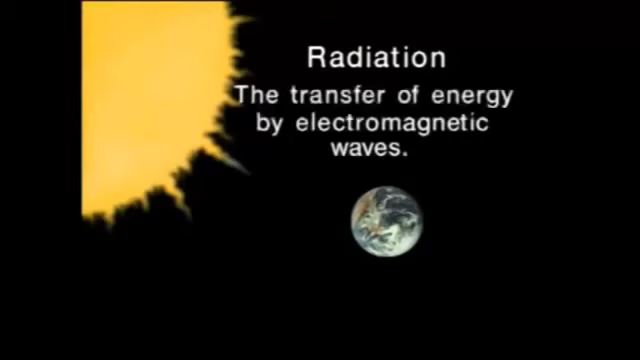 Radiation
The transfer of energy
by electromagnetic
waves.